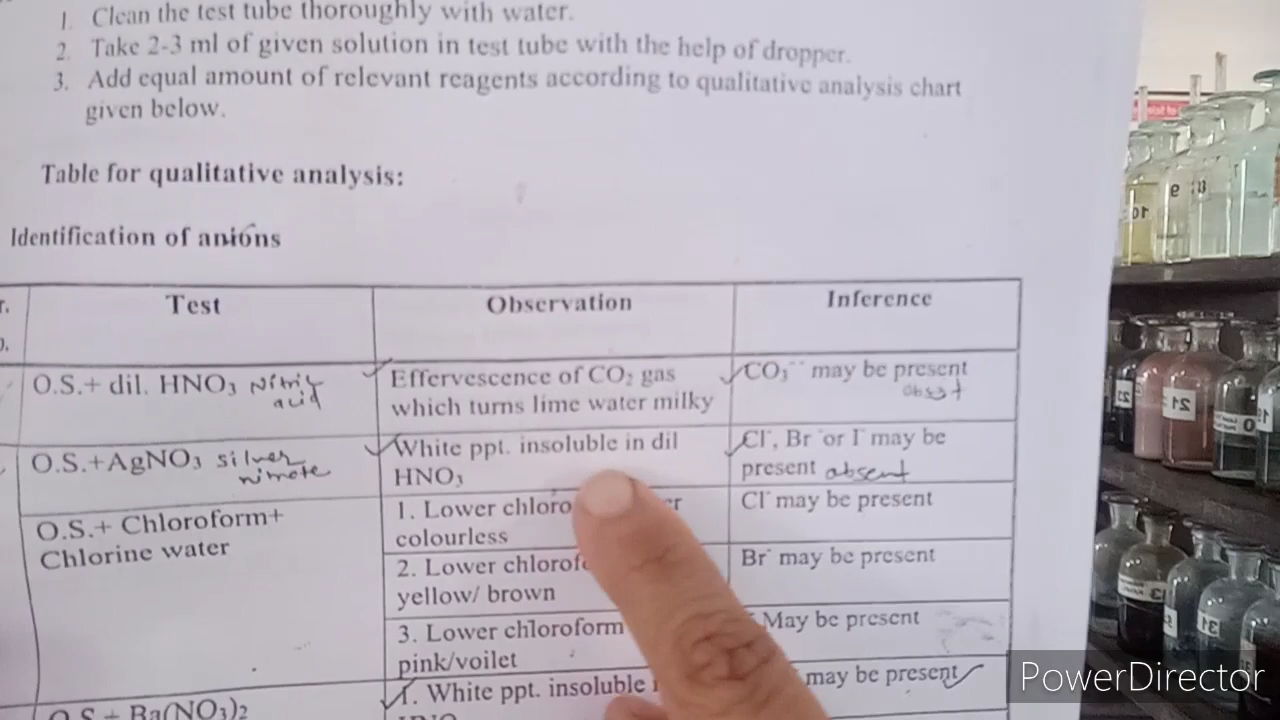 1. Clean the test tube thoroughly with water.
2. Take 2-3 ml of given solution in test tube with the help of dropper.
3. Add equal amount of relevant reagents according to qualitative analysis chart
given below.
Table for qualitative analysis:
Identification of anions
Test Observation Inference
O.S.+ dil. HNO₃ Nitric
acid
Effervescence of CO₂ gas
which turns lime water milky
CO₃⁻⁻ may be present
O.S.+AgNO₃ silver
White ppt. insoluble in dil
HNO₃
Cl⁻, Br⁻ or I⁻ may be
present absent
O.S.+ Chloroform+
Chlorine water
1. Lower
colourless
Cl⁻ may be present
2. Lower
yellow/ brown
Br⁻ may be present
3. Lower chloroform
pink/voilet
May be present
O.S+ Ba(NO₃)₂
1. White ppt. insoluble
may be present
PowerDirector